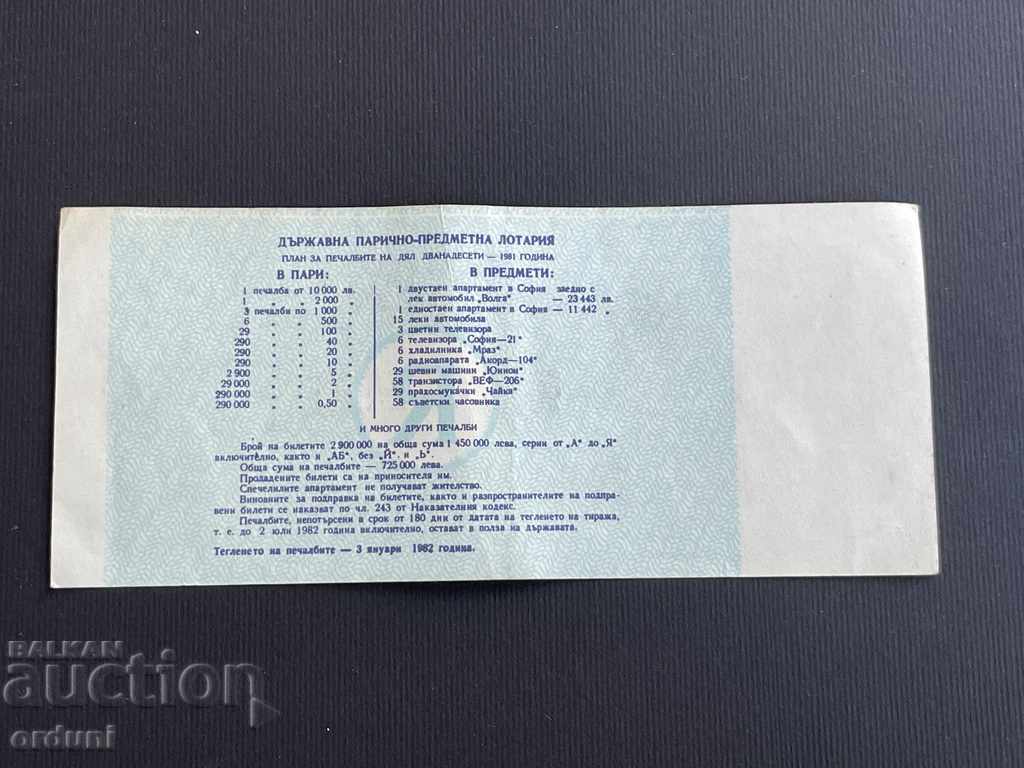 ДЪРЖАВНА ПАРИЧНО-ПРЕДМЕТНА ЛОТАРИЯ
ПЛАН ЗА ПЕЧАЛБИТЕ НА ДЯЛ ДВАНАДЕСЕТИ — 1981 ГОДИНА
В ПАРИ:
1 печалба от 10 000 лв.
1 „ „ 2 000 „
3 печалби по 1 000 „
6 „ „ 500 „
29 „ „ 100 „
290 „ „ 40 „
290 „ „ 20 „
290 „ „ 10 „
2 900 „ „ 5 „
29 000 „ „ 2 „
290 000 „ „ 1 „
290 000 „ „ 0,50 „
В ПРЕДМЕТИ:
1 двустаен апартамент в София заедно с
лек автомобил „Волга“ — 23 443 лв.
1 едностаен апартамент в София — 11 442 „
15 леки автомобила
3 цветни телевизора
6 телевизора „София—21“
6 хладилника „Мраз“
6 радиоапарата „Акорд—104“
29 шевни машини „Юнион“
58 транзистора „ВЕФ—206“
29 прахосмукачки „Чайка“
58 съветски часовника
И МНОГО ДРУГИ ПЕЧАЛБИ
Брой на билетите 2 900 000 на обща сума 1 450 000 лева, серии от „А“ до „Я“
включително, както и „АБ“, без „Й“ и „Ь“.
Обща сума на печалбите — 725 000 лева.
Продадените билети са на приносителя им.
Спечелилите апартамент не получават жителство.
Виновните за подправка на билетите, както и разпространителите на подпра-
вени билети се наказват по чл. 243 от Наказателния кодекс.
Печалбите, непотърсени в срок от 180 дни от датата на тегленето на тиража,
т. е. до 2 юли 1982 година включително, остават в полза на държавата.
Тегленето на печалбите — 3 януари 1982 година.
BALKAN
auction
orduni